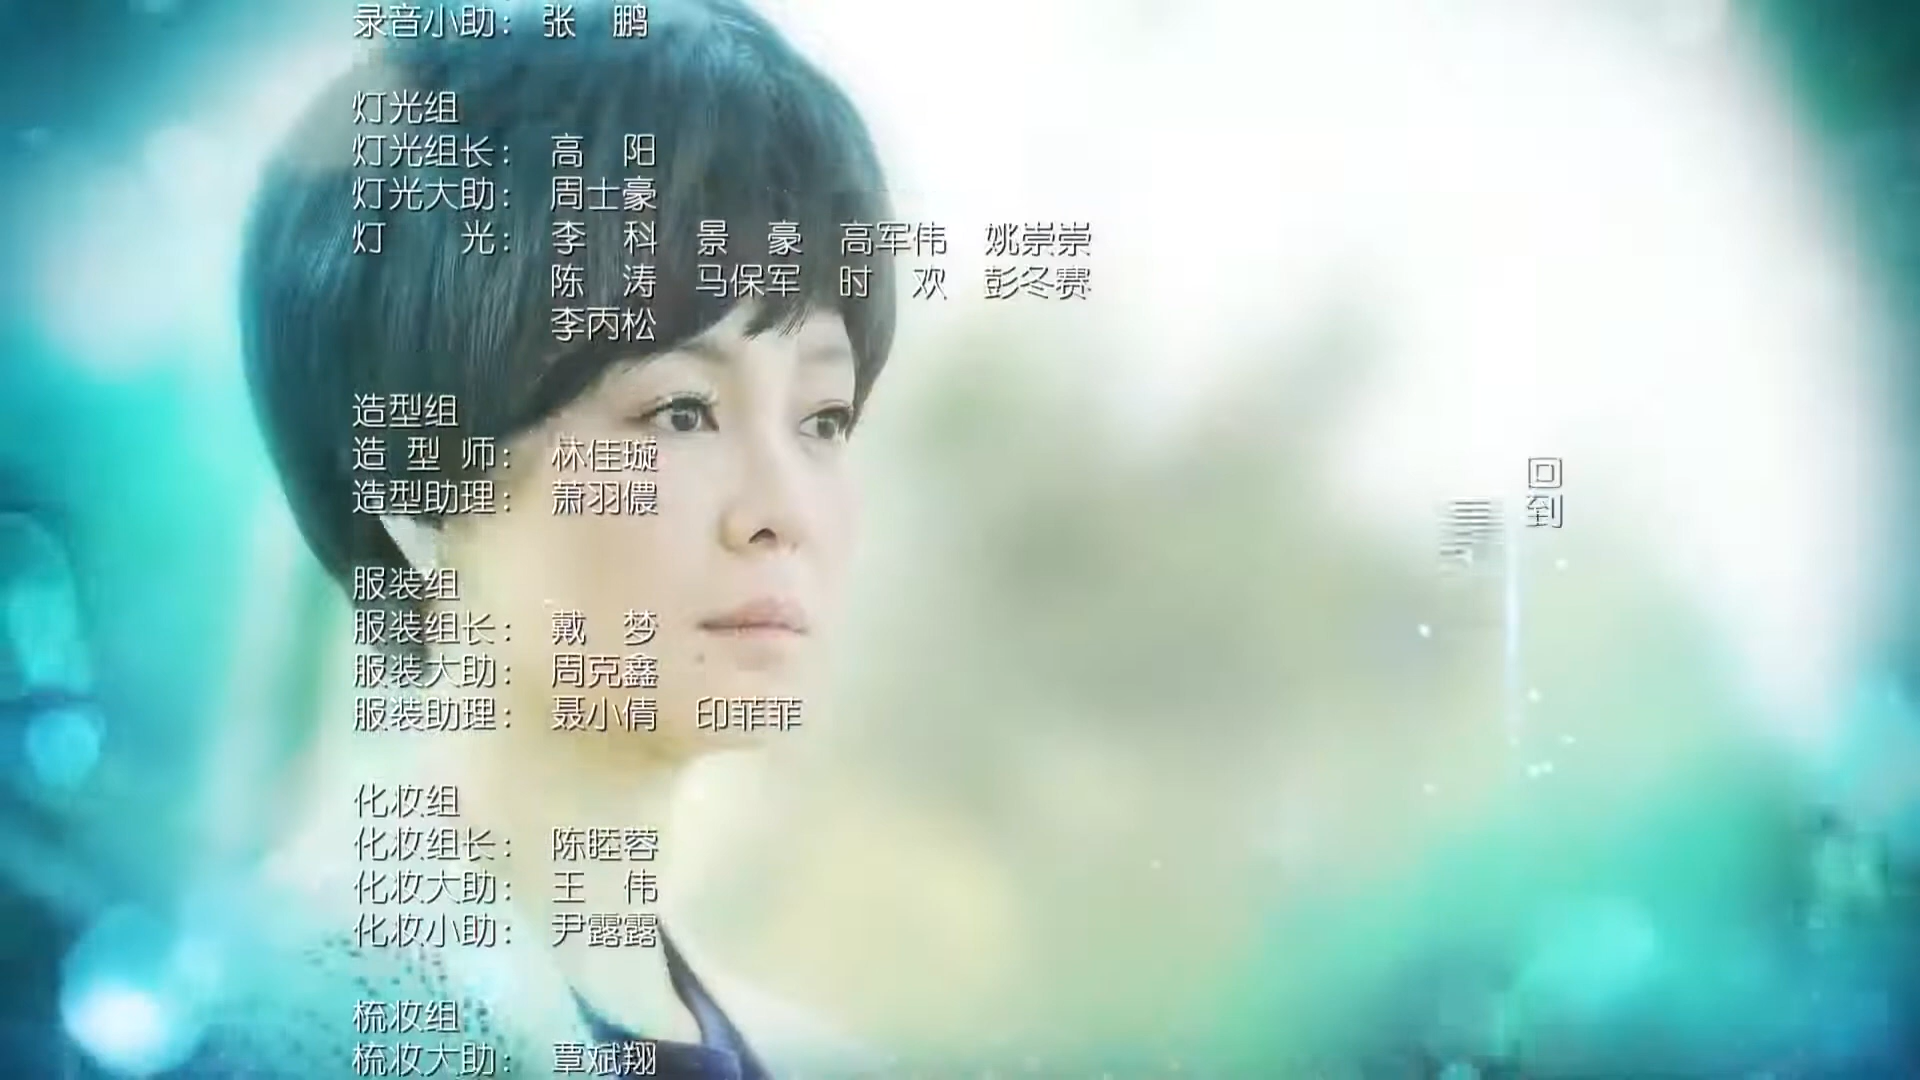 录音小助： 张 鹏
灯光组
灯光组长： 高 阳
灯光大助： 周士豪
灯 光： 李 科 景 豪 高军伟 姚崇崇
陈 涛 马保军 时 欢 彭冬赛
李丙松
造型组
造 型 师： 林佳璇
造型助理： 萧羽儂
服装组
服装组长： 戴 梦
服装大助： 周克鑫
服装助理： 聂小倩 印菲菲
化妆组
化妆组长： 陈睦蓉
化妆大助： 王 伟
化妆小助： 尹露露
梳妆组
梳妆大助： 覃斌翔
回到